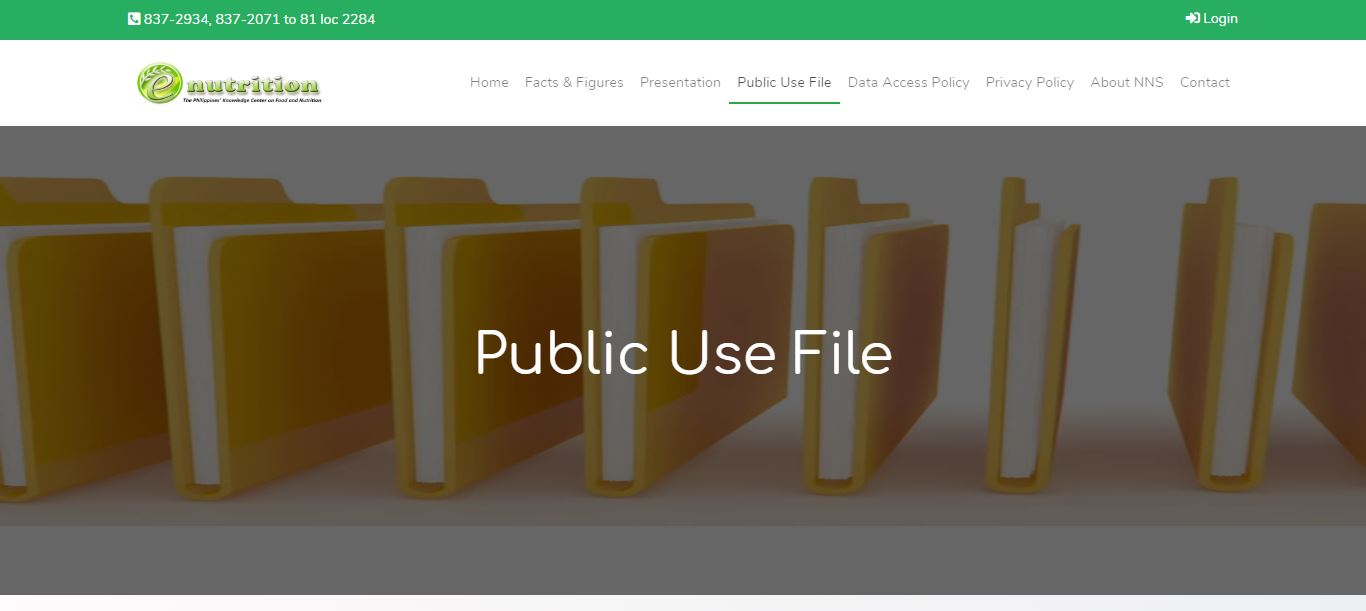 837-2934, 837-2071 to 81 loc 2284
Login
e nutrition
The Philippines' Knowledge Center on Food and Nutrition
Home Facts & Figures Presentation Public Use File Data Access Policy Privacy Policy About NNS Contact
Public Use File